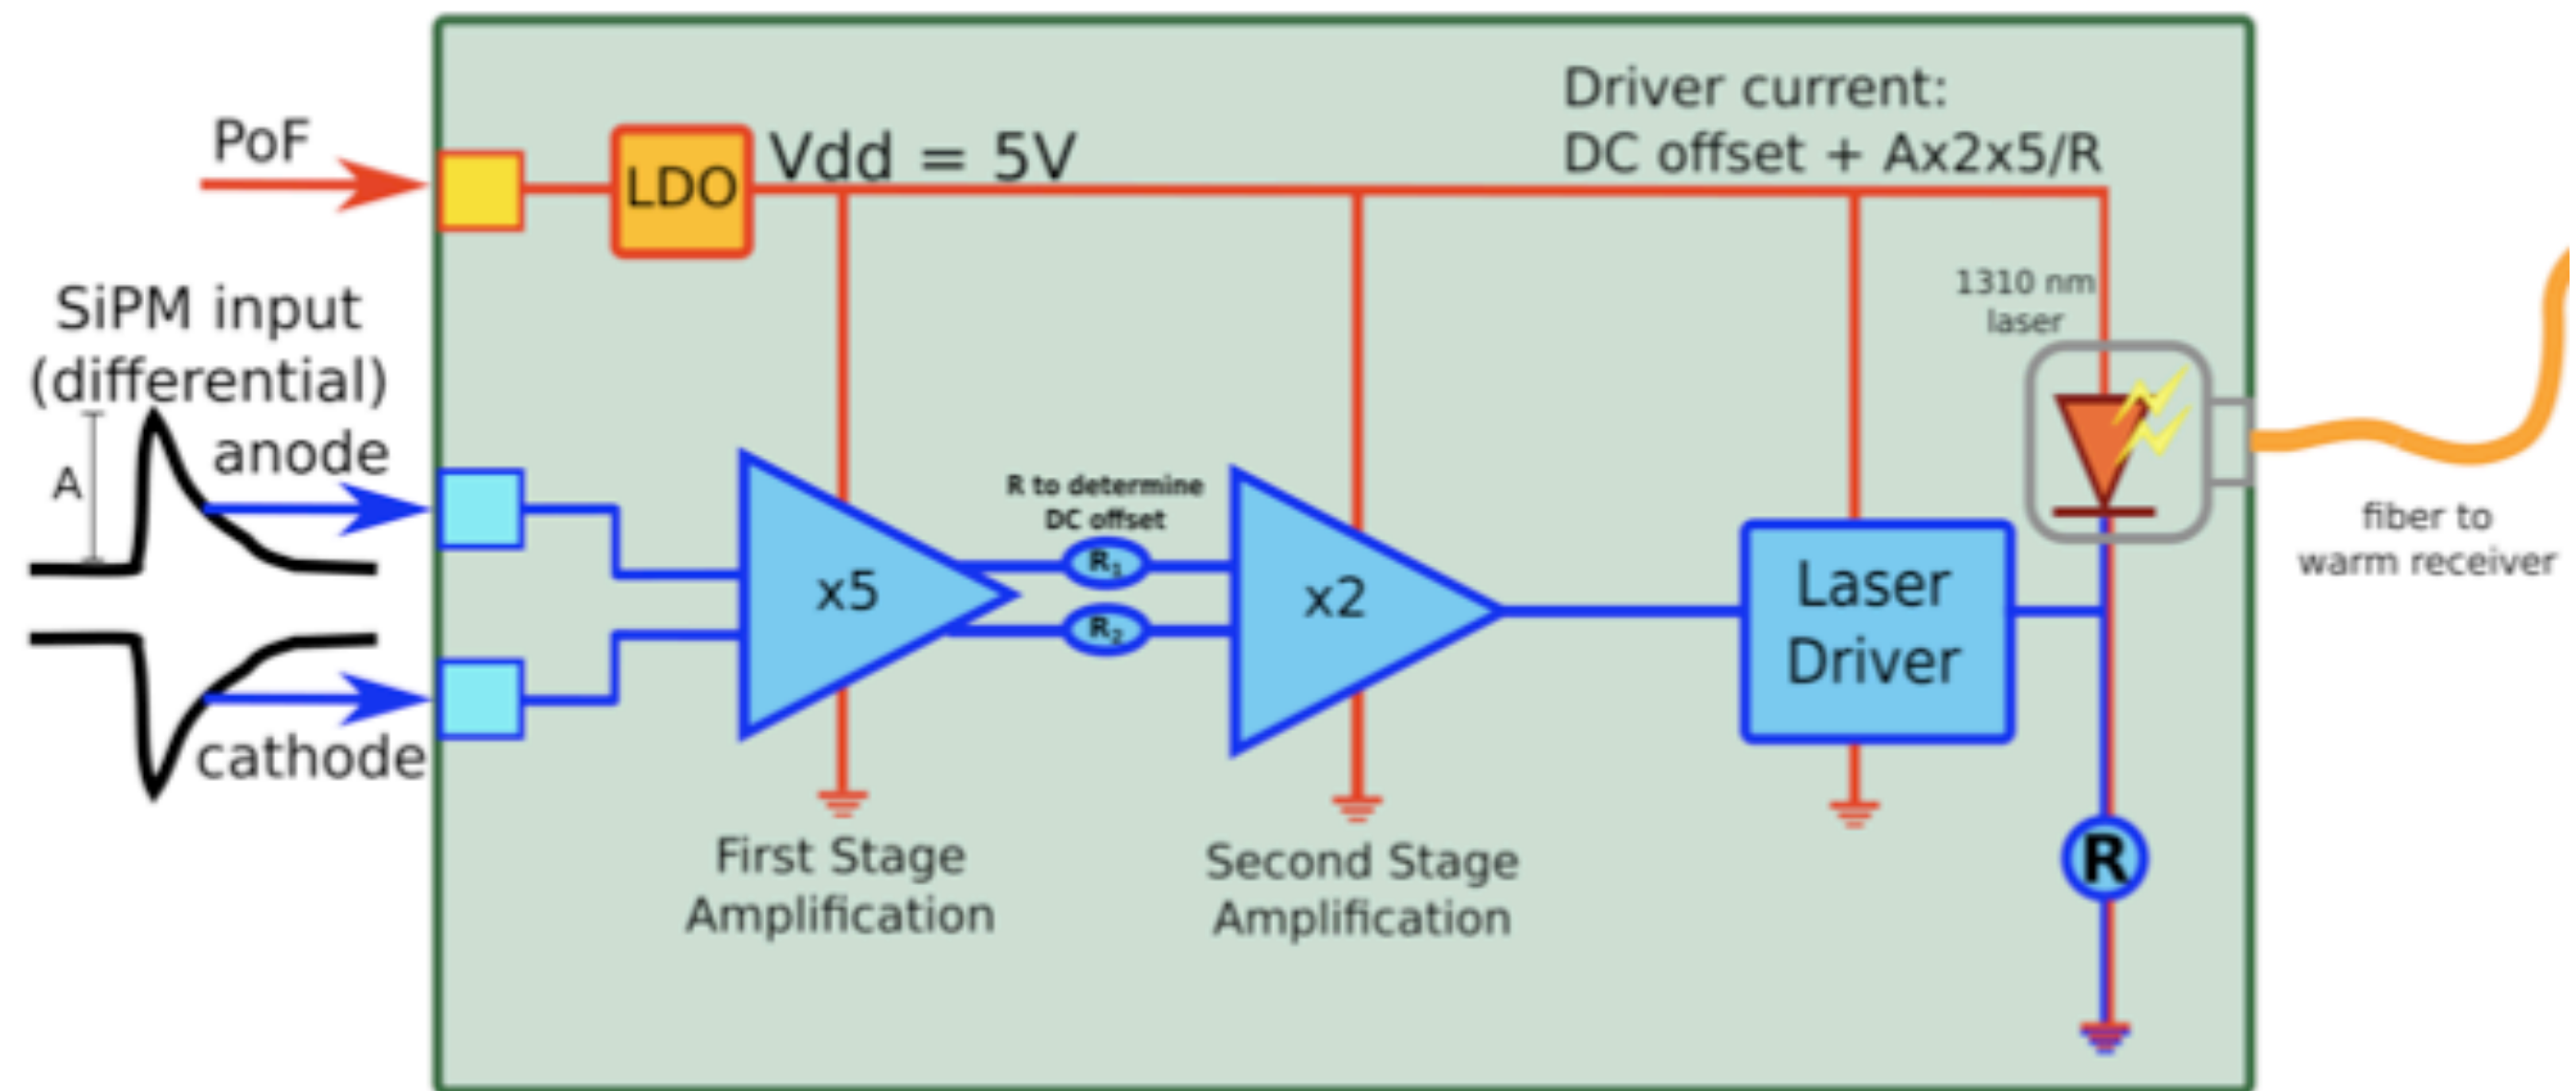 Driver current:
DC offset + Ax2x5/R
PoF
LDO
Vdd = 5V
SiPM input
(differential)
1310 nm
laser
A
anode
R to determine
DC offset
x5
R₁
R₂
x2
Laser
Driver
fiber to
warm receiver
cathode
First Stage
Amplification
Second Stage
Amplification
R